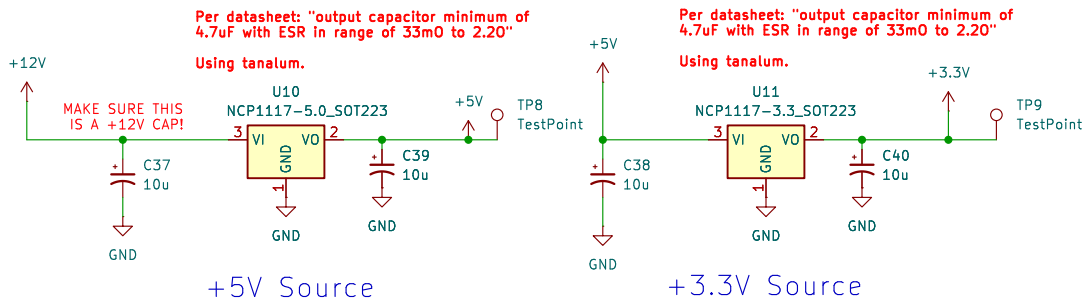 Per datasheet: "output capacitor minimum of
4.7uF with ESR in range of 33mO to 2.2O"
Using tanalum.
+12V
MAKE SURE THIS
IS A +12V CAP!
U10
NCP1117-5.0_SOT223
3
VI
VO
2
GND
1
+5V
TP8
TestPoint
+
C37
10u
GND
+
C39
10u
GND
GND
+5V Source
Per datasheet: "output capacitor minimum of
4.7uF with ESR in range of 33mO to 2.2O"
Using tanalum.
+5V
U11
NCP1117-3.3_SOT223
3
VI
VO
2
GND
1
+3.3V
TP9
TestPoint
+
C38
10u
GND
+
C40
10u
GND
GND
+3.3V Source